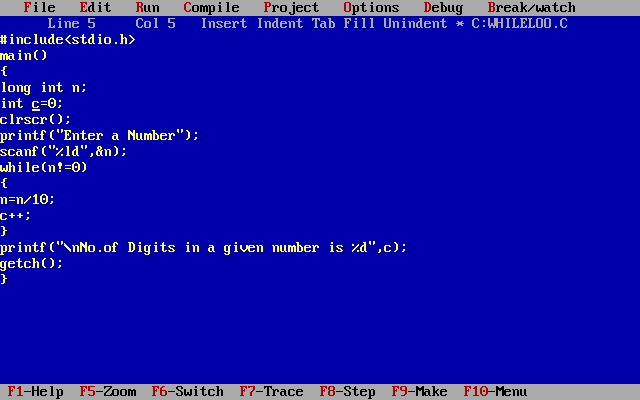 File Edit Run Compile Project Options Debug Break/watch
Line 5 Col 5 Insert Indent Tab Fill Unindent * C:WHILELOO.C
#include<stdio.h>
main()
{
long int n;
int c=0;
clrscr();
printf("Enter a Number");
scanf("%ld",&n);
while(n!=0)
{
n=n/10;
c++;
}
printf("\nNo.of Digits in a given number is %d",c);
getch();
}
F1-Help F5-Zoom F6-Switch F7-Trace F8-Step F9-Make F10-Menu